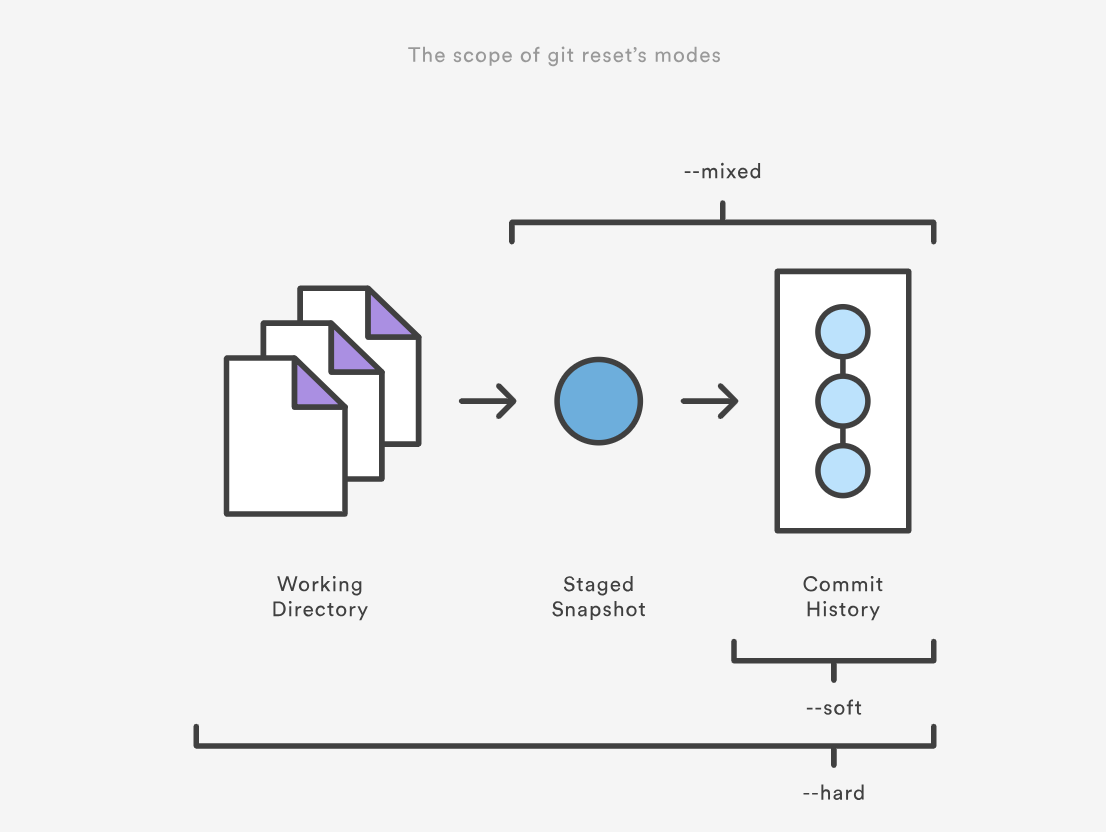 The scope of git reset’s modes
--mixed
Working
Directory
Staged
Snapshot
Commit
History
--soft
--hard